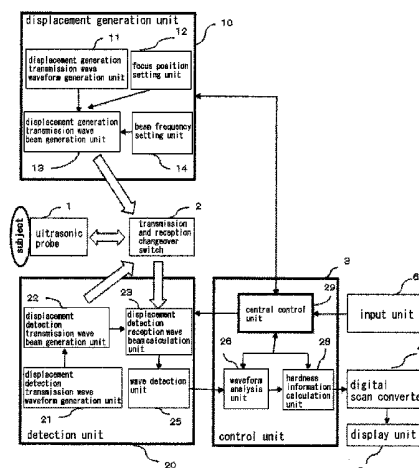 displacement generation unit
10
11
12
displacement generation
transmission wave
waveform generation unit
focus position
setting unit
displacement generation
transmission wave
beam generation unit
beam frequency
setting unit
13
14
1
2
subject
ultrasonic
probe
transmission
and reception
changeover
switch
3
22
23
29
6
displacement detection
transmission wave
beam generation unit
displacement
detection
reception wave
beam calculation
unit
central control
unit
input unit
26
28
displacement
detection
transmission wave
waveform generation unit
wave detection
unit
waveform
analysis
unit
hardness
information
calculation
unit
digital
scan converter
21
25
detection unit
control unit
display unit
20